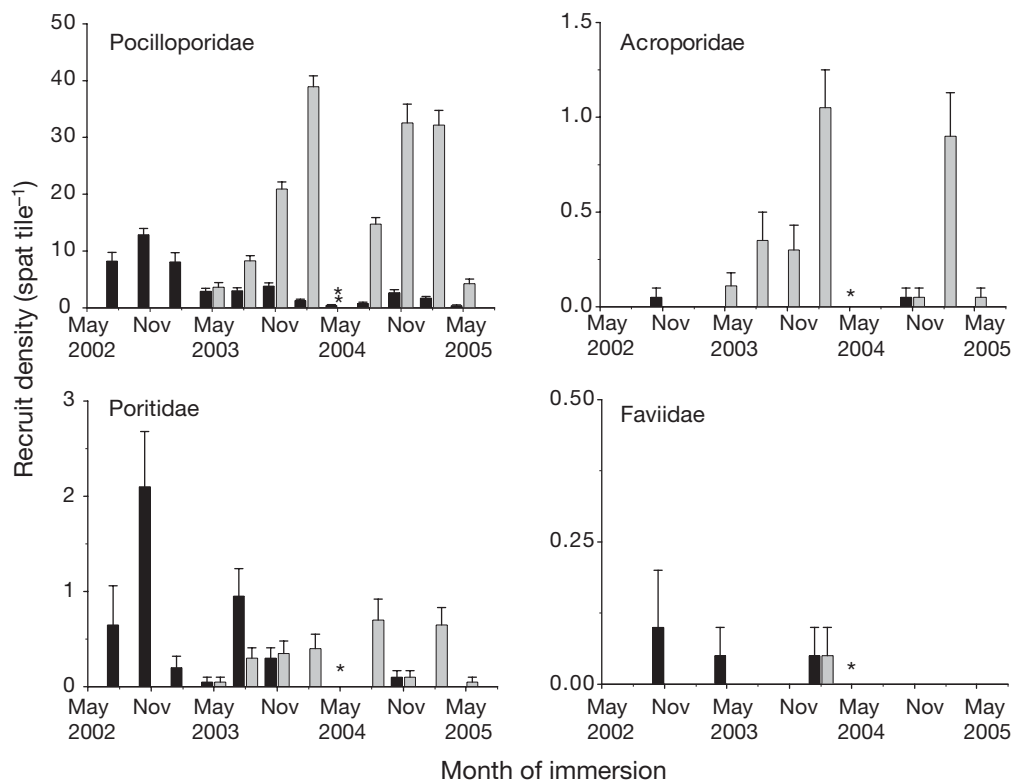 Recruit density (spat tile⁻¹)
Pocilloporidae
50
40
30
20
10
0
May Nov May Nov May Nov May
2002 2003 2004 2005
*
*
Acroporidae
1.5
1.0
0.5
0.0
May Nov May Nov May Nov May
2002 2003 2004 2005
*
Poritidae
3
2
1
0
May Nov May Nov May Nov May
2002 2003 2004 2005
*
Faviidae
0.50
0.25
0.00
May Nov May Nov May Nov May
2002 2003 2004 2005
*
Month of immersion